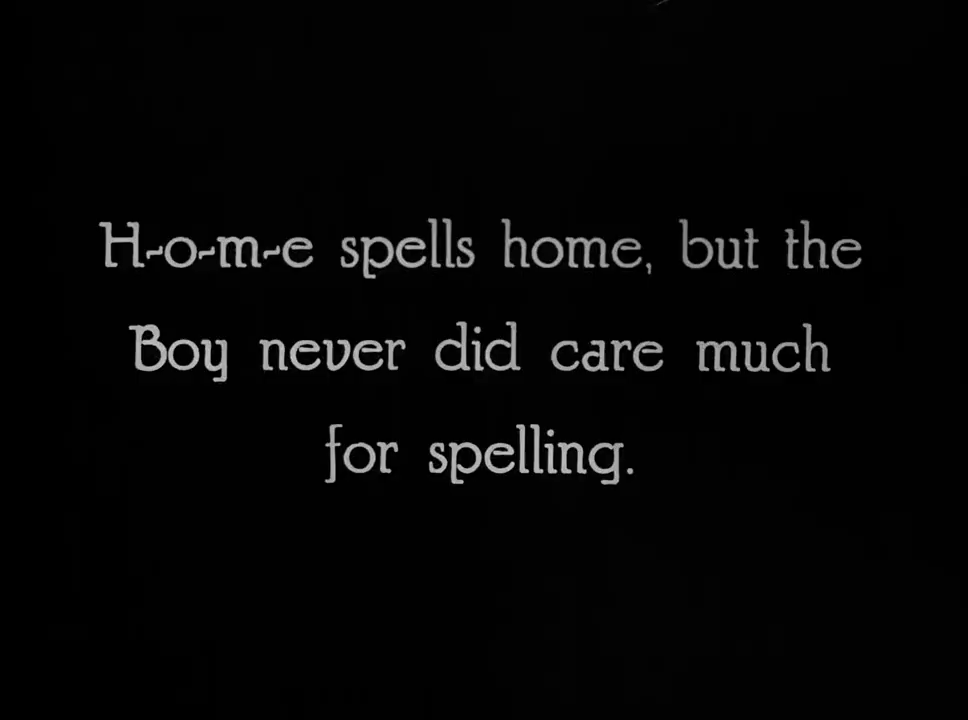 H-o-m-e spells home, but the
Boy never did care much
for spelling.